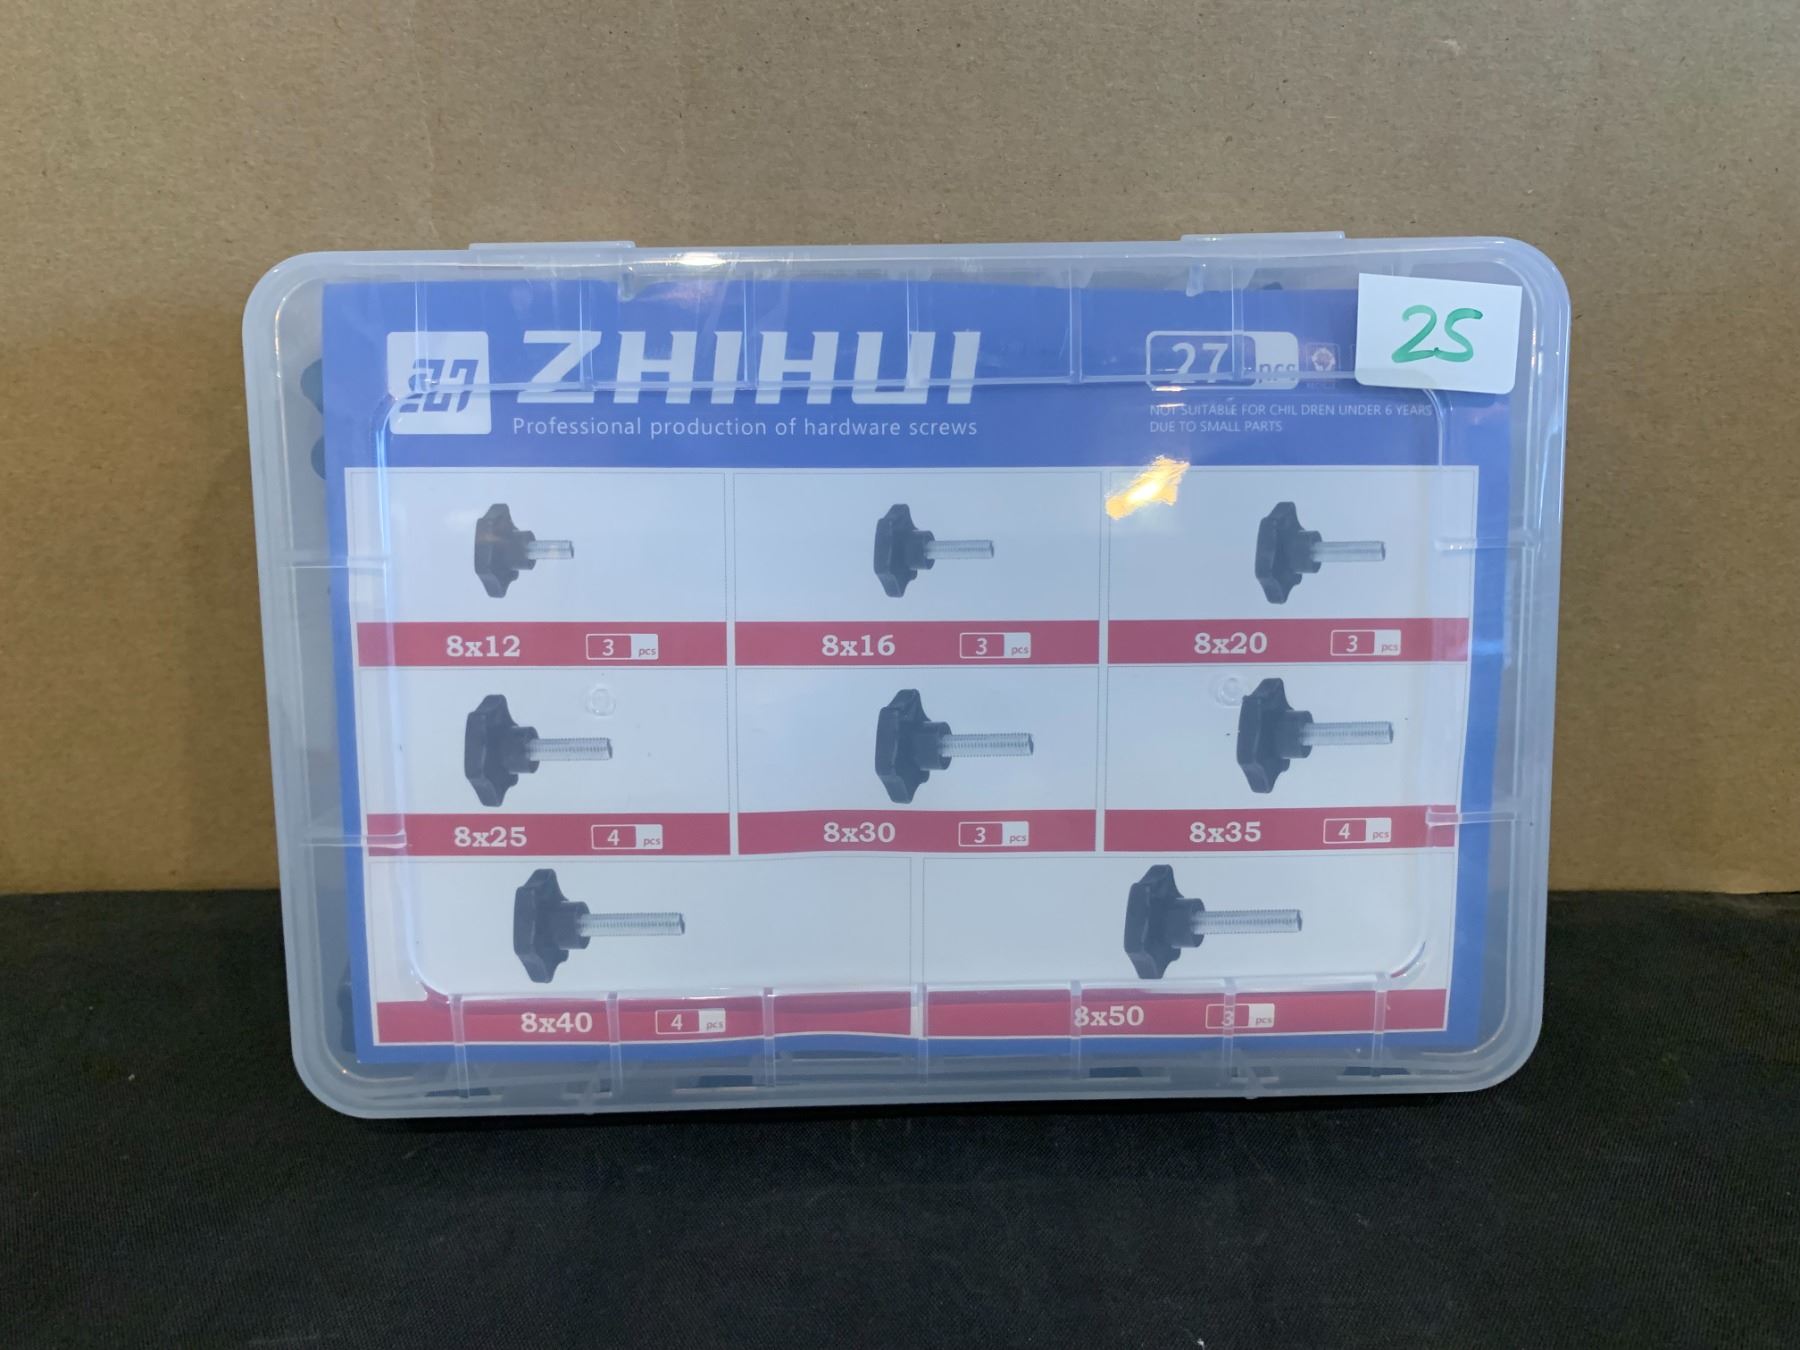 ZHIHUI
Professional production of hardware screws
27 pcs
NOT SUITABLE FOR CHIL DREN UNDER 6 YEARS
DUE TO SMALL PARTS
25
8x12 3 pcs
8x16 3 pcs
8x20 3 pcs
8x25 4 pcs
8x30 3 pcs
8x35 4 pcs
8x40 4 pcs
8x50 3 pcs